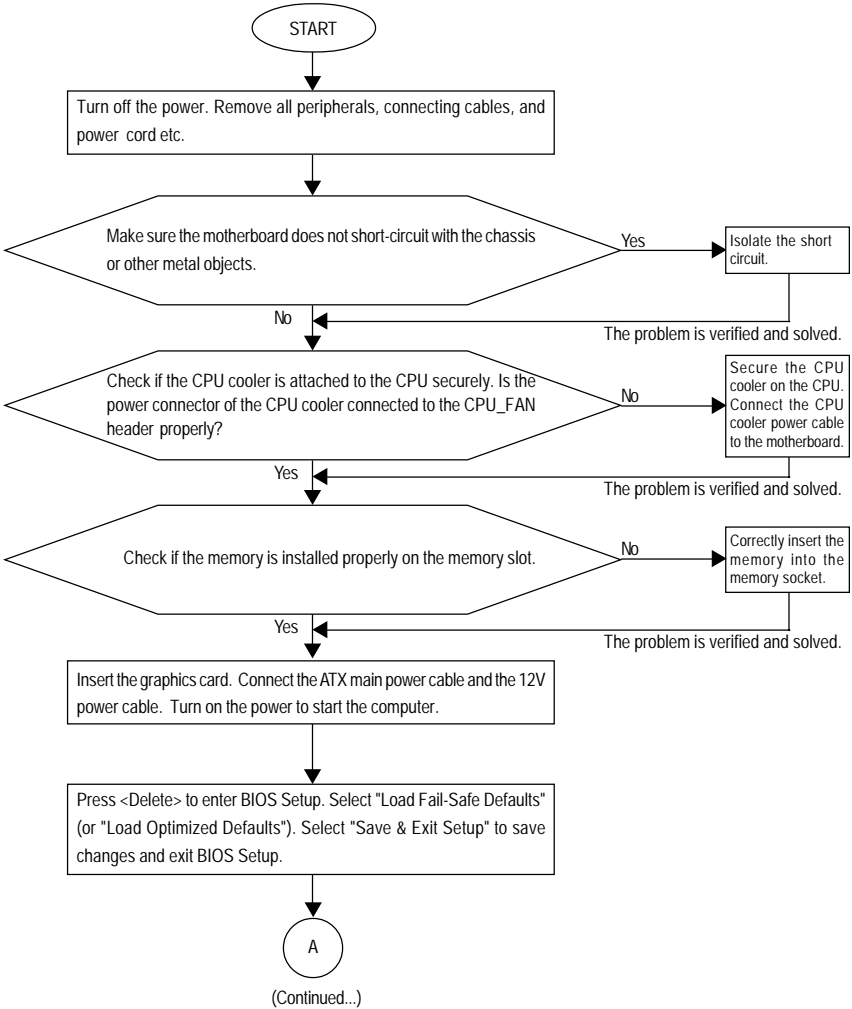 START
Turn off the power. Remove all peripherals, connecting cables, and
power cord etc.
Make sure the motherboard does not short-circuit with the chassis
or other metal objects.
Yes
Isolate the short
circuit.
No
The problem is verified and solved.
Check if the CPU cooler is attached to the CPU securely. Is the
power connector of the CPU cooler connected to the CPU_FAN
header properly?
No
Secure the CPU
cooler on the CPU.
Connect the CPU
cooler power cable
to the motherboard.
Yes
The problem is verified and solved.
Check if the memory is installed properly on the memory slot.
No
Correctly insert the
memory into the
memory socket.
Yes
The problem is verified and solved.
Insert the graphics card. Connect the ATX main power cable and the 12V
power cable. Turn on the power to start the computer.
Press <Delete> to enter BIOS Setup. Select "Load Fail-Safe Defaults"
(or "Load Optimized Defaults"). Select "Save & Exit Setup" to save
changes and exit BIOS Setup.
A
(Continued...)